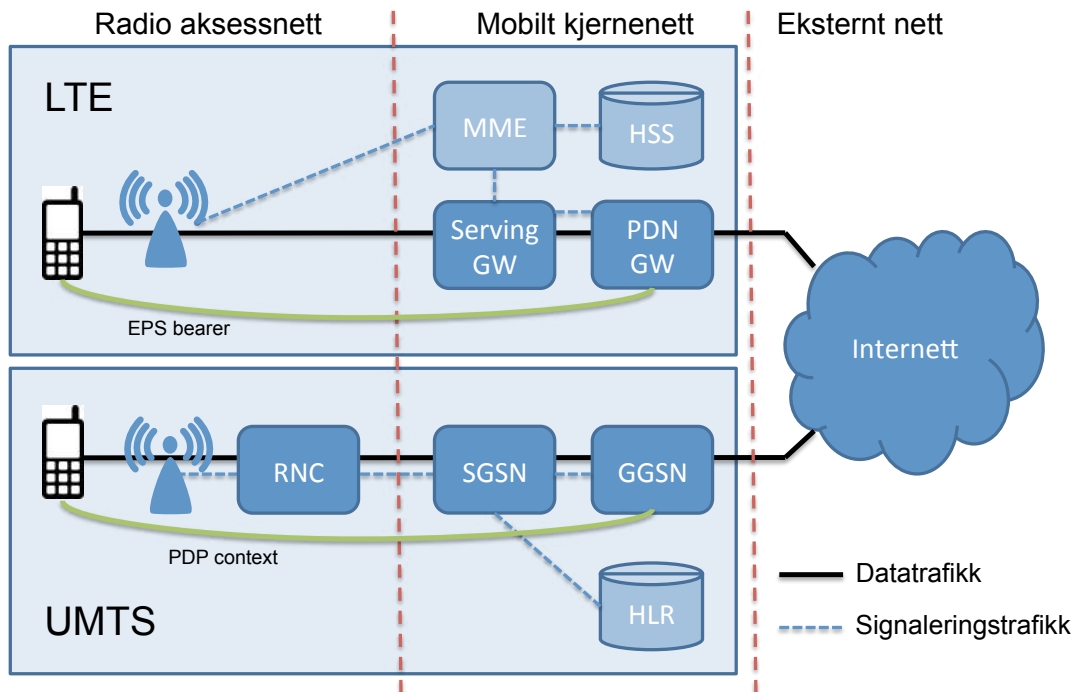 Radio aksessnett
Mobilt kjernenett
Eksternt nett
LTE
MME
HSS
Serving
GW
PDN
GW
EPS bearer
Internett
RNC
SGSN
GGSN
PDP context
HLR
UMTS
Datatrafikk
Signaleringstrafikk